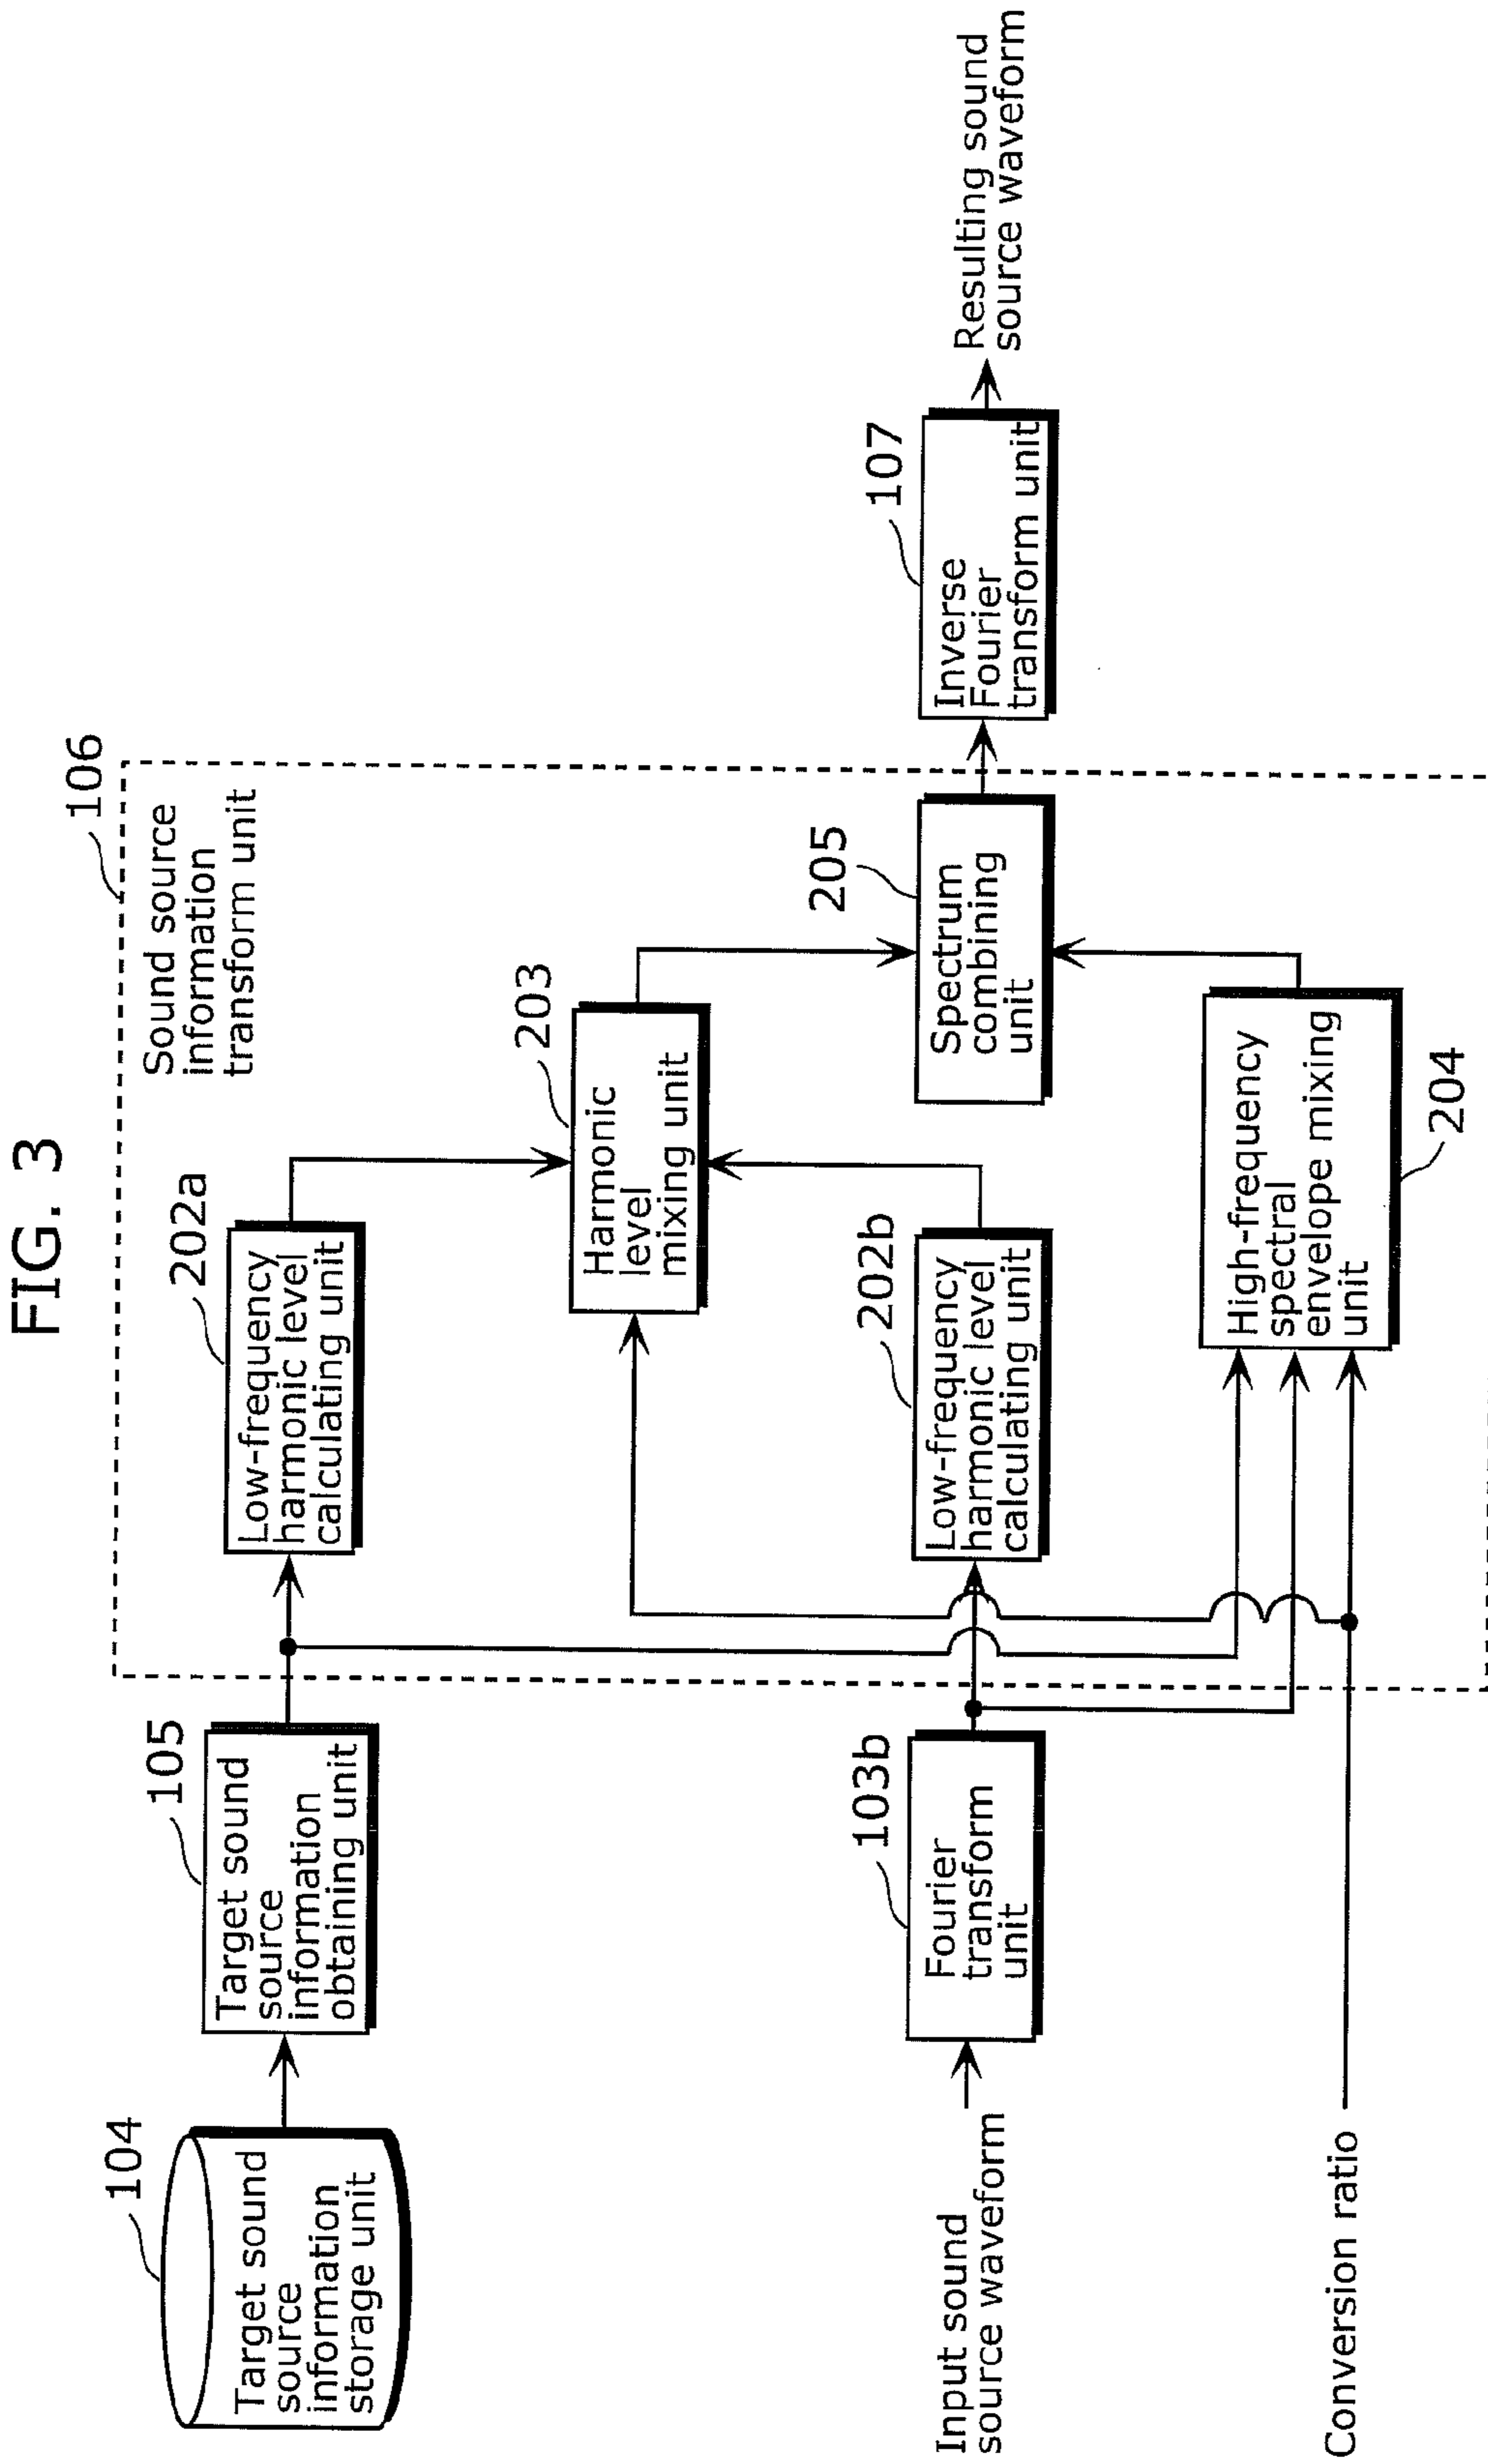 FIG. 3
104
Target sound
source
information
storage unit
105
Target sound
source
information
obtaining unit
106
Sound source
information
transform unit
202a
Low-frequency
harmonic level
calculating unit
203
Harmonic
level
mixing unit
Input sound
source waveform
103b
Fourier
transform
unit
202b
Low-frequency
harmonic level
calculating unit
205
Spectrum
combining
unit
107
Inverse
Fourier
transform unit
Resulting sound
source waveform
Conversion ratio
High-frequency
spectral
envelope mixing
unit
204